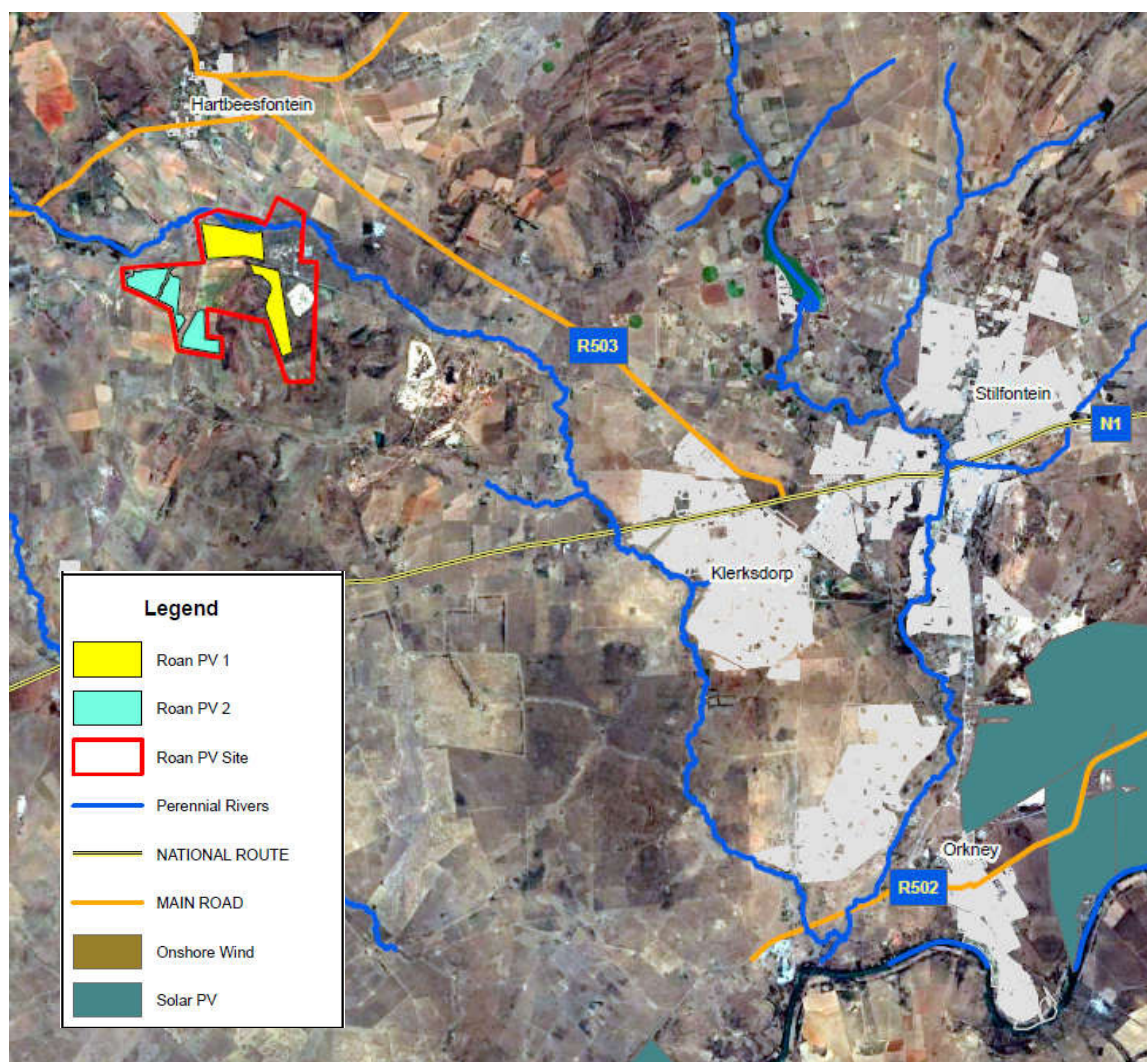 Hartbeesfontein
R503
Stilfontein
N1
Klerksdorp
Legend
Roan PV 1
Roan PV 2
Roan PV Site
Perennial Rivers
NATIONAL ROUTE
MAIN ROAD
Onshore Wind
Solar PV
Orkney
R502